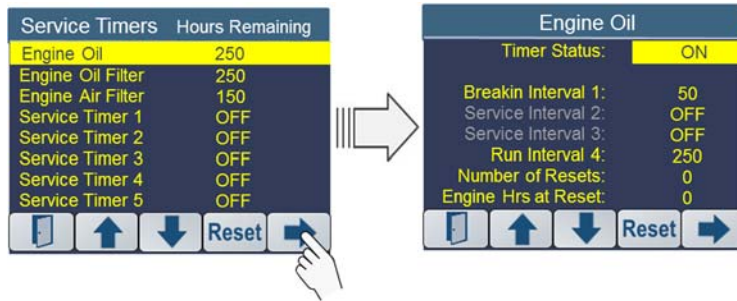 Service Timers Hours Remaining
Engine Oil 250
Engine Oil Filter 250
Engine Air Filter 150
Service Timer 1 OFF
Service Timer 2 OFF
Service Timer 3 OFF
Service Timer 4 OFF
Service Timer 5 OFF
Reset
Engine Oil
Timer Status: ON
Breakin Interval 1: 50
Service Interval 2: OFF
Service Interval 3: OFF
Run Interval 4: 250
Number of Resets: 0
Engine Hrs at Reset: 0
Reset